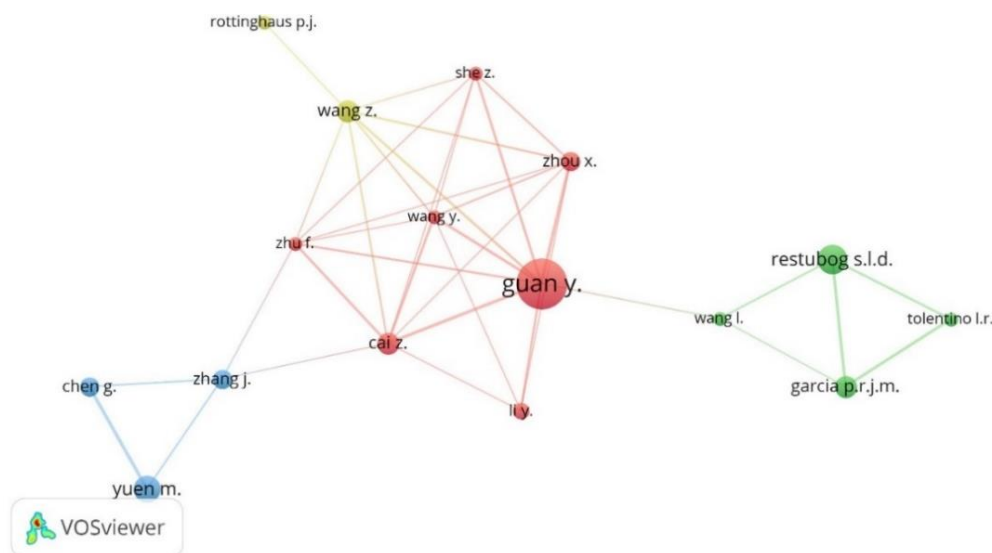 rottinghaus p.j.
she z.
wang z.
zhou x.
wang y.
zhu f.
restubog s.l.d.
guan y.
wang l.
tolentino l.r.
cai z.
zhang j.
chen g.
garcia p.r.j.m.
li y.
yuen m.
VOSviewer